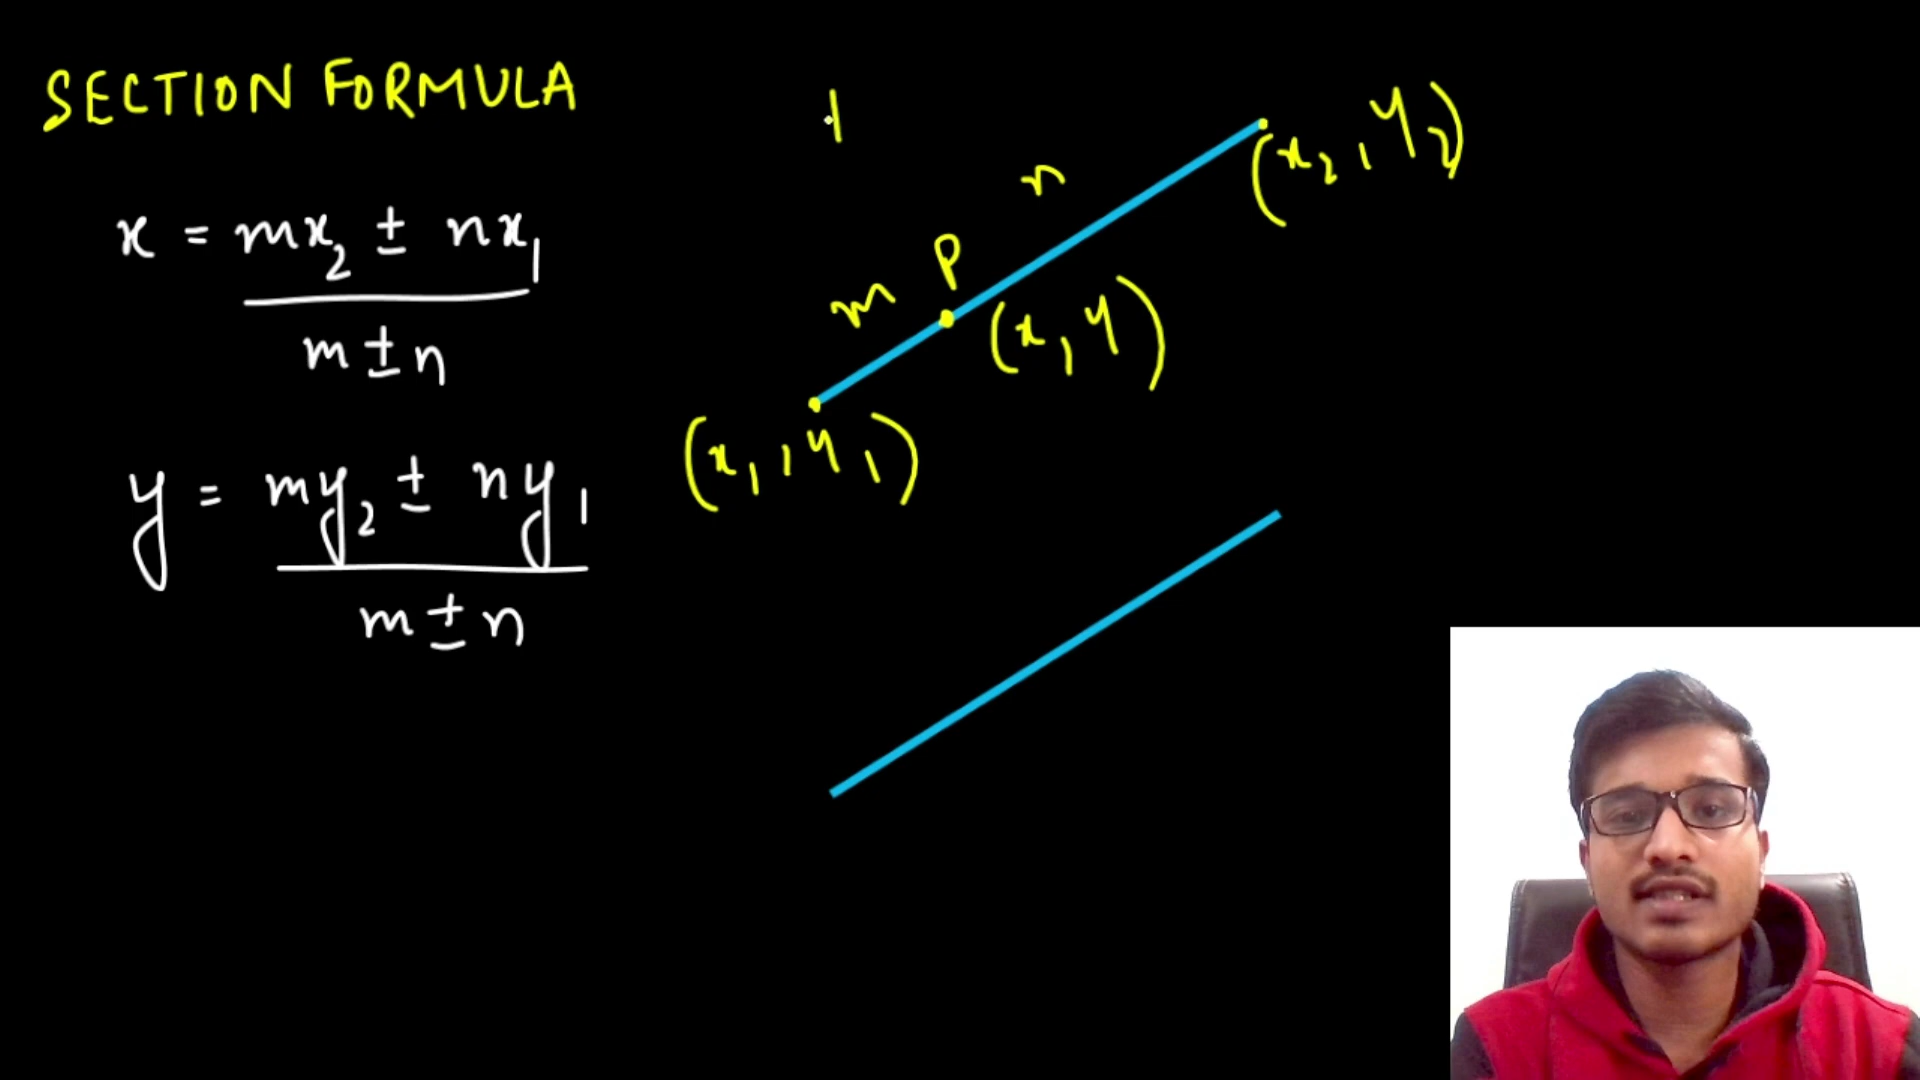 SECTION FORMULA
x = mx₂ ± nx₁
m ± n
y = my₂ ± ny₁
m ± n
n
(x₂, y₂)
m P
(x, y)
(x₁, y₁)